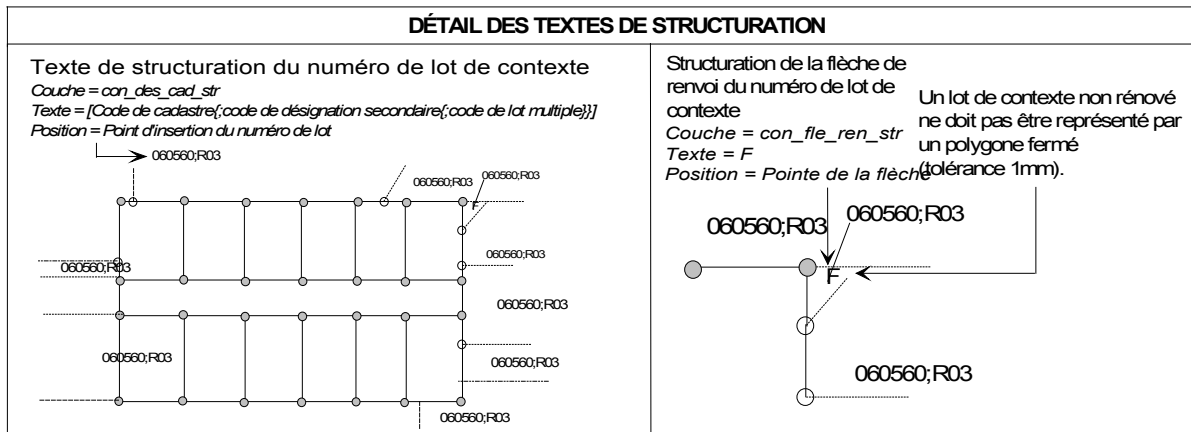 DÉTAIL DES TEXTES DE STRUCTURATION
Texte de structuration du numéro de lot de contexte
Couche = con_des_cad_str
Texte = [Code de cadastre{;code de désignation secondaire{;code de lot multiple}}]
Position = Point d'insertion du numéro de lot
060560;R03
060560;R03
060560;R03
F
060560;R03
060560;R03
060560;R03
060560;R03
060560;R03
060560;R03
Structuration de la flèche de
renvoi du numéro de lot de
contexte
Couche = con_fle_ren_str
Texte = F
Position = Pointe de la flèche
Un lot de contexte non rénové
ne doit pas être représenté par
un polygone fermé
(tolérance 1mm).
060560;R03
060560;R03
F
060560;R03